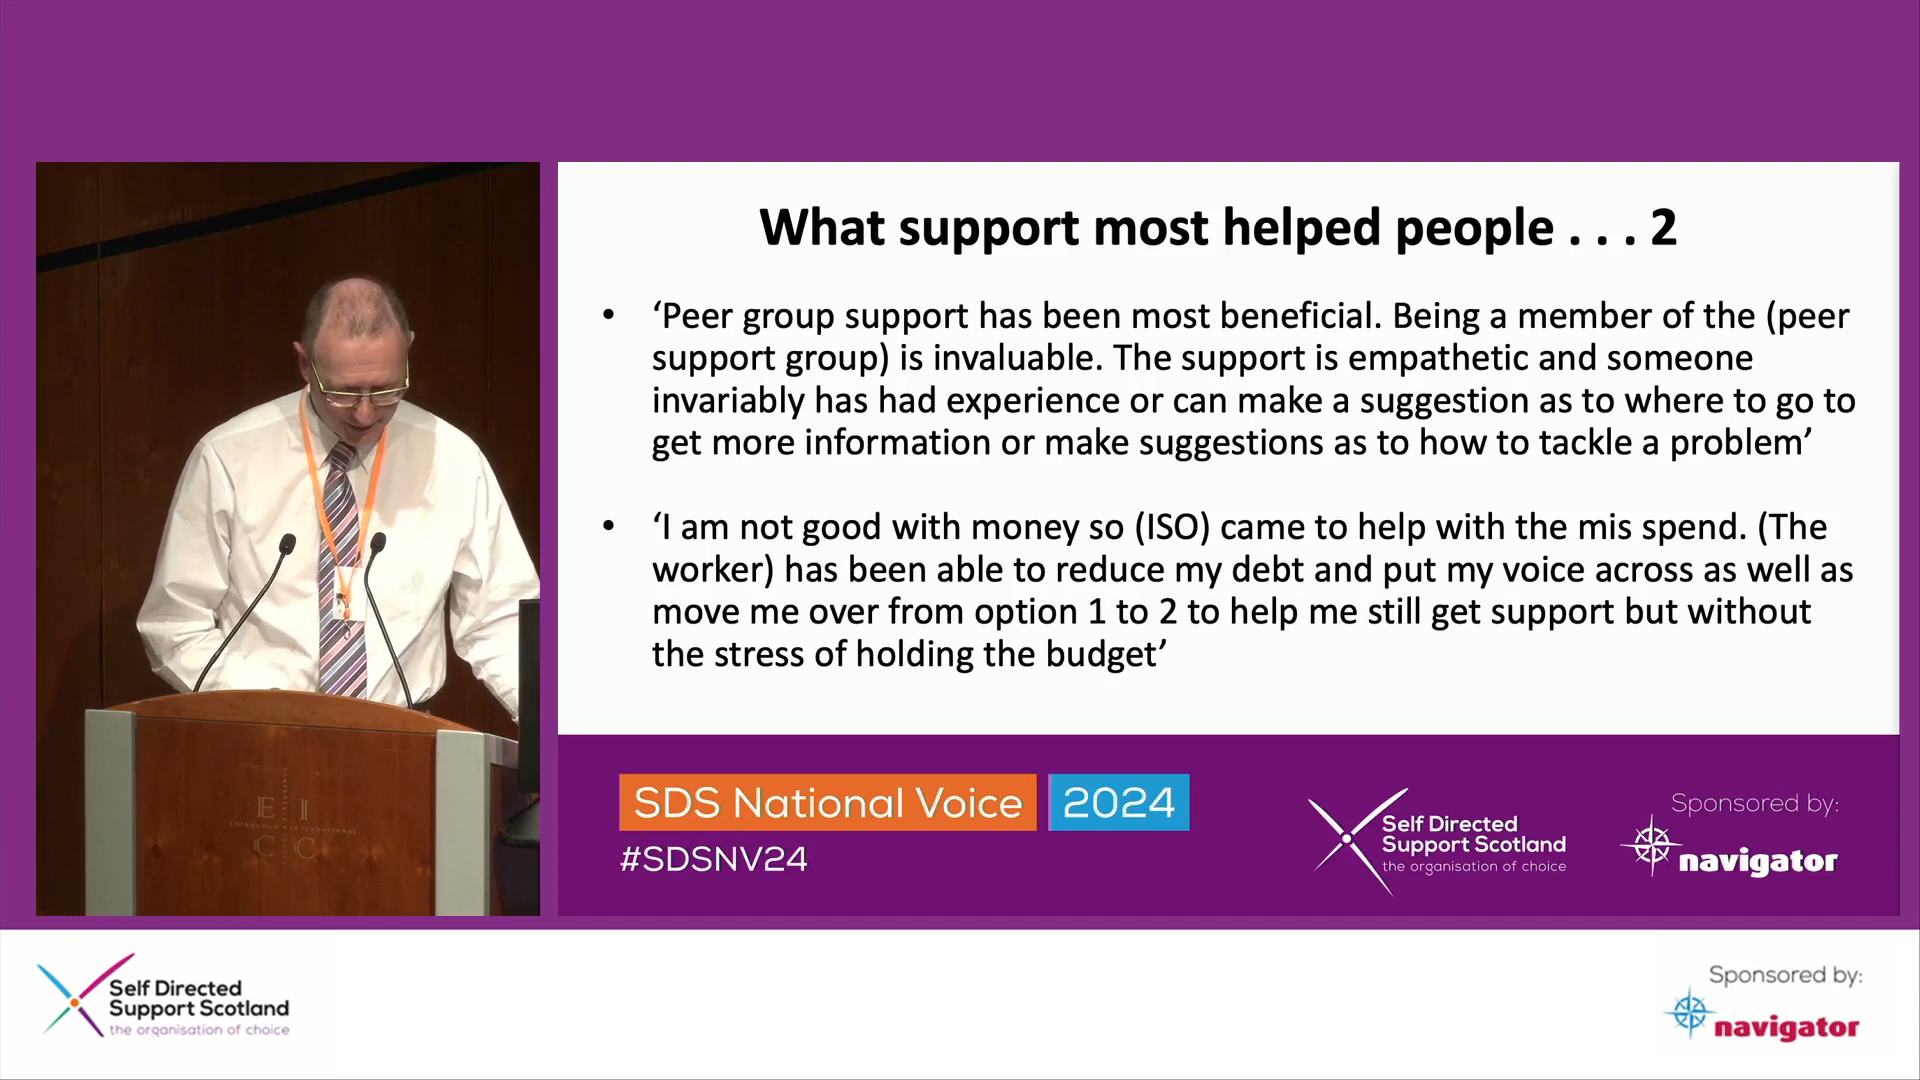 What support most helped people . . . 2
• ‘Peer group support has been most beneficial. Being a member of the (peer
support group) is invaluable. The support is empathetic and someone
invariably has had experience or can make a suggestion as to where to go to
get more information or make suggestions as to how to tackle a problem’
• ‘I am not good with money so (ISO) came to help with the mis spend. (The
worker) has been able to reduce my debt and put my voice across as well as
move me over from option 1 to 2 to help me still get support but without
the stress of holding the budget’
E I
EDINBURGH INTERNATIONAL
C C
SDS National Voice 2024
#SDSNV24
Self Directed
Support Scotland
the organisation of choice
Sponsored by:
navigator
Self Directed
Support Scotland
the organisation of choice
Sponsored by:
navigator